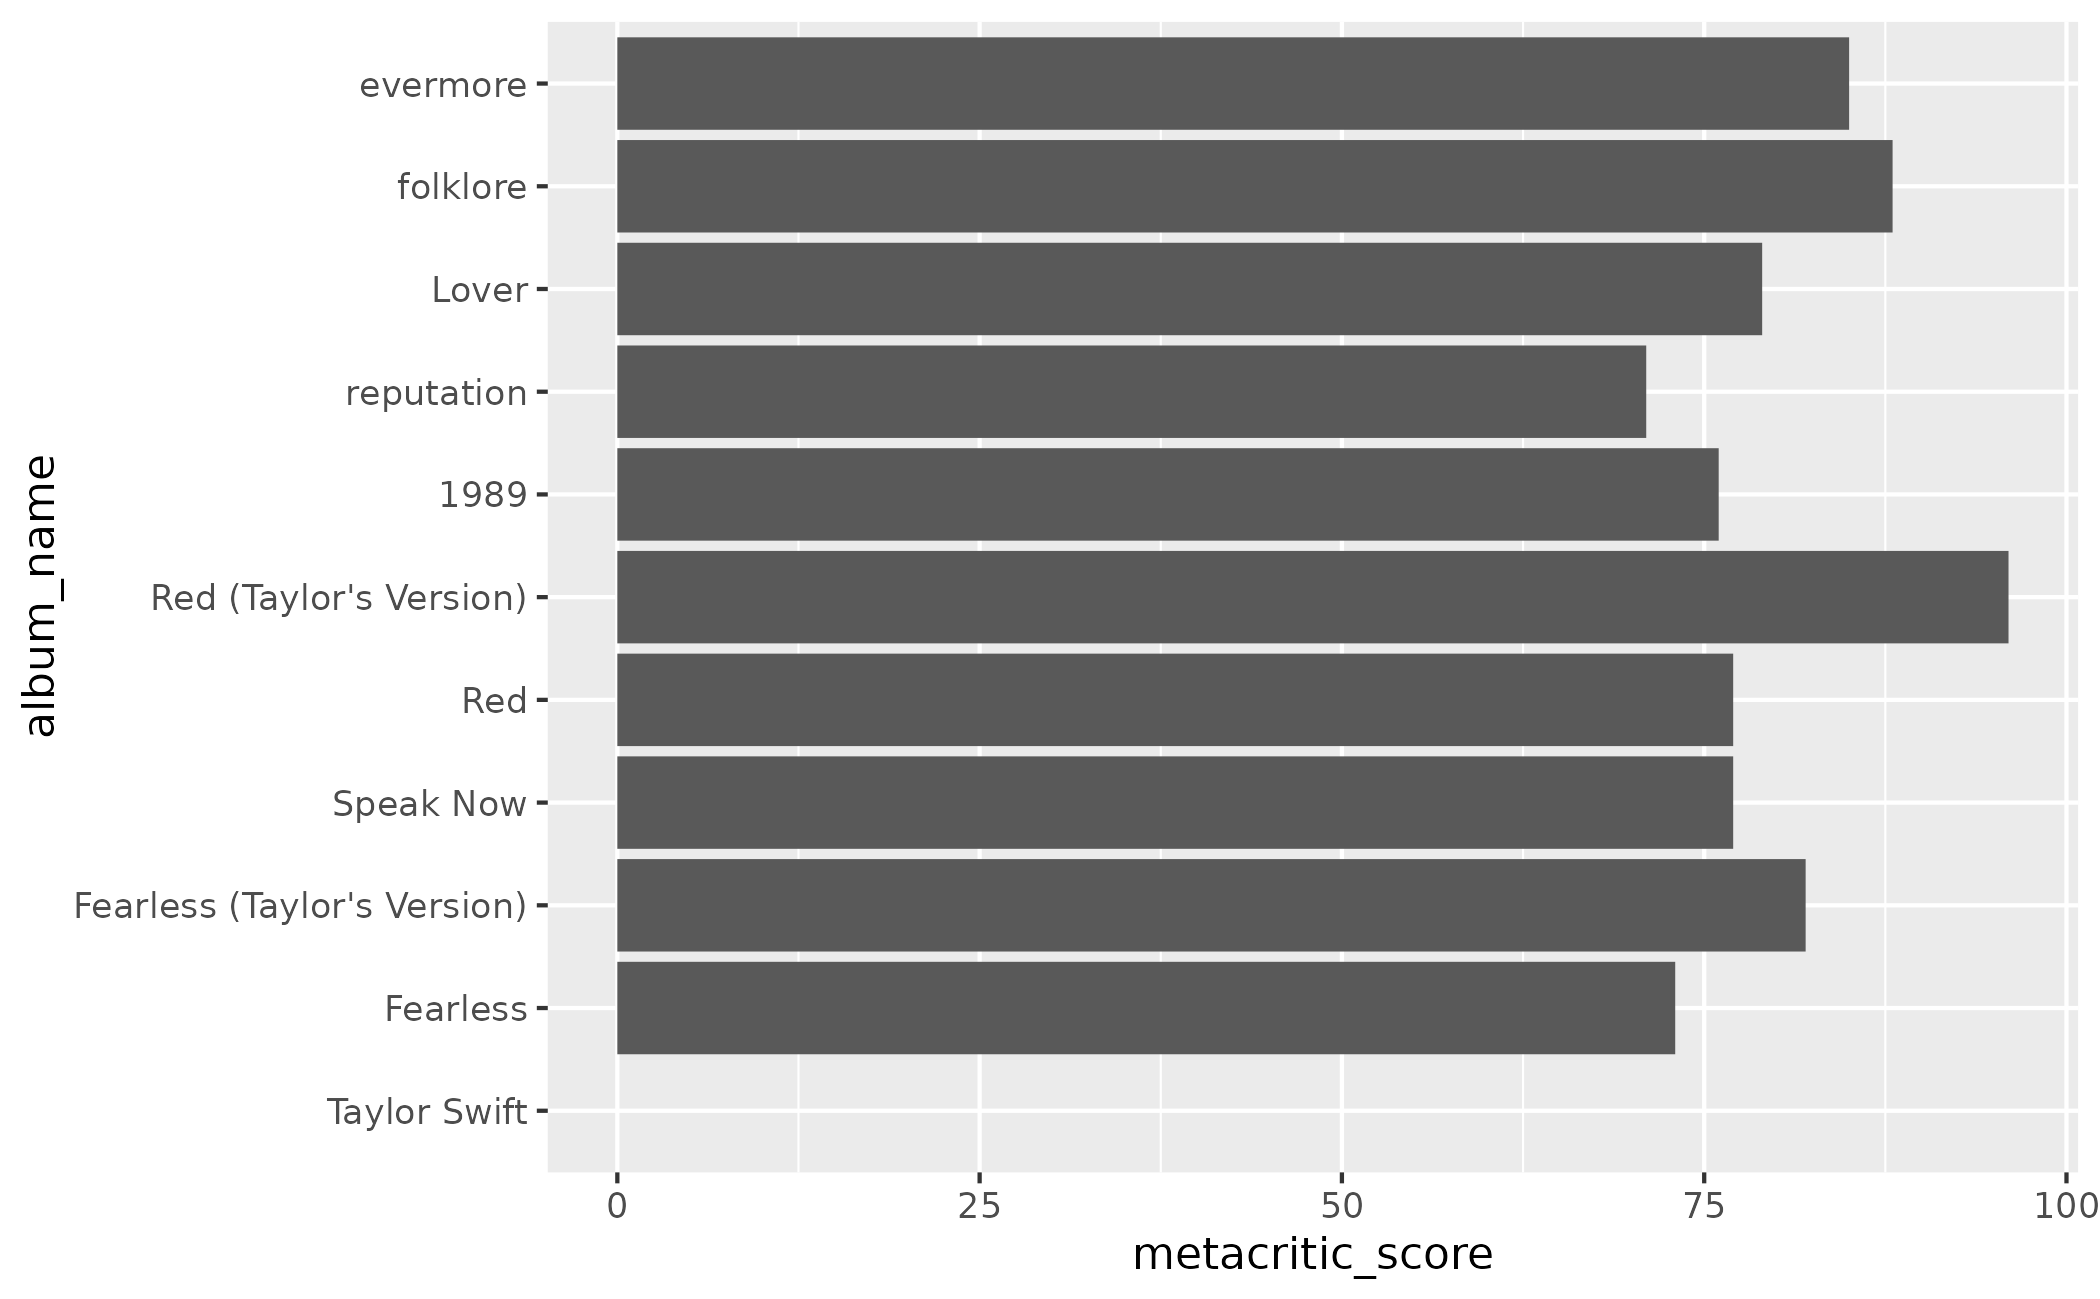 evermore
folklore
Lover
reputation
1989
Red (Taylor's Version)
Red
Speak Now
Fearless (Taylor's Version)
Fearless
Taylor Swift
album_name
0 25 50 75 100
metacritic_score